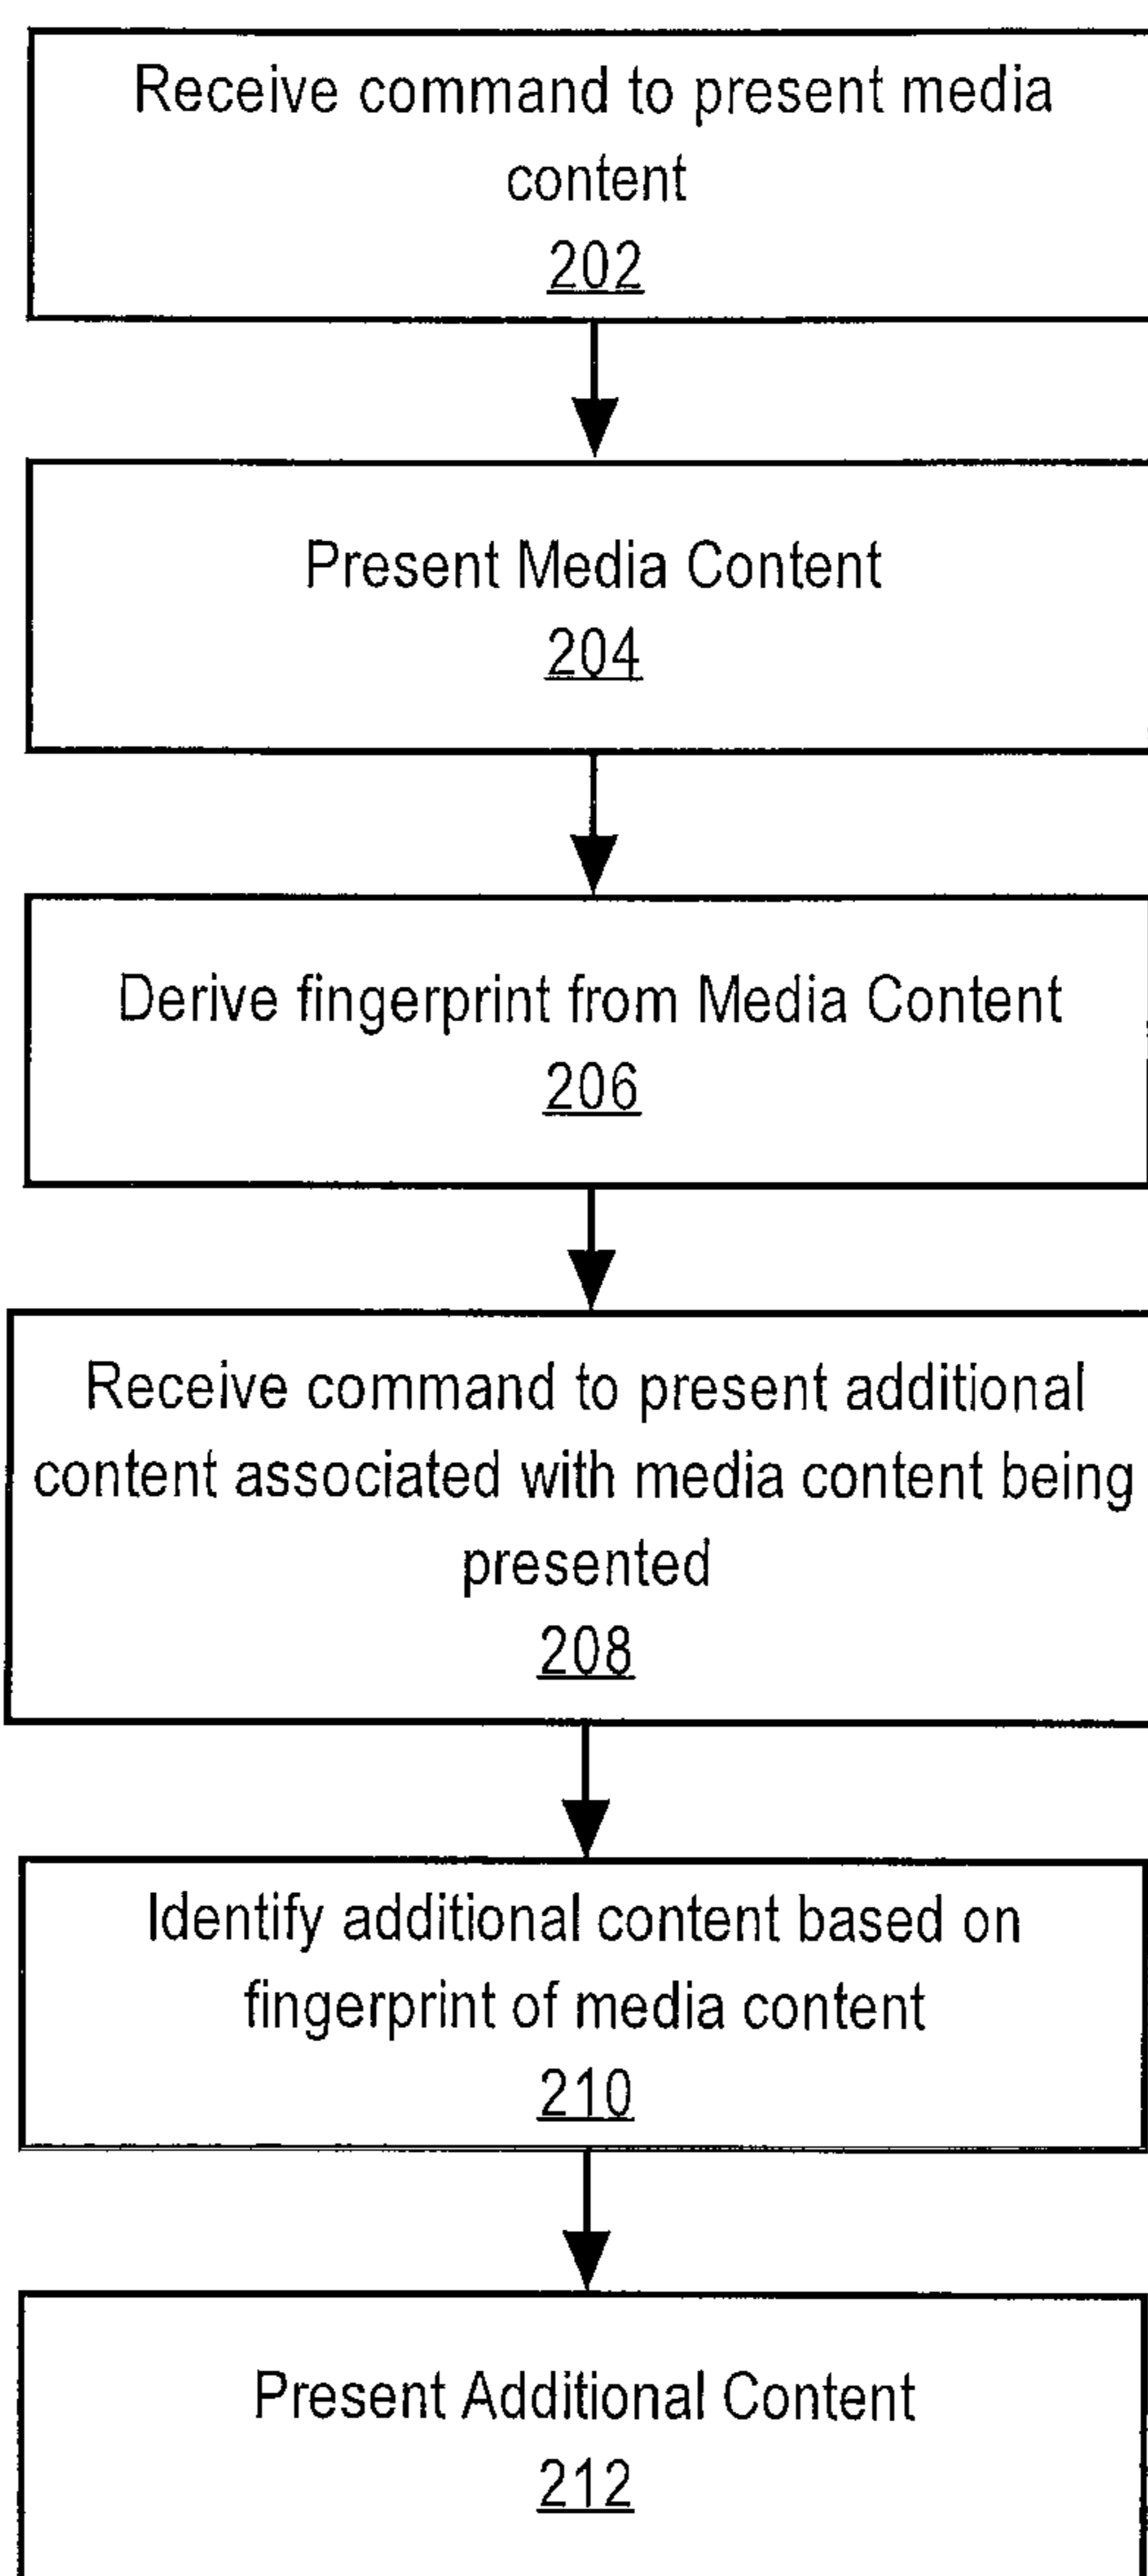 Receive command to present media
content
202
Present Media Content
204
Derive fingerprint from Media Content
206
Receive command to present additional
content associated with media content being
presented
208
Identify additional content based on
fingerprint of media content
210
Present Additional Content
212